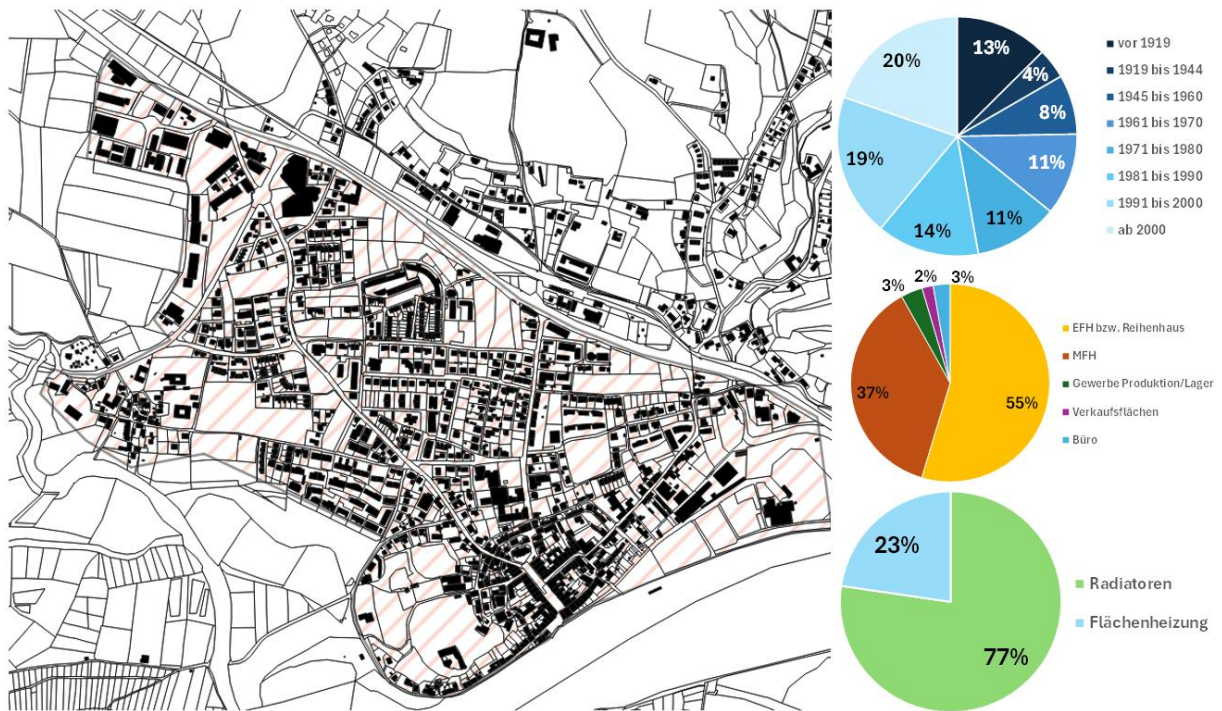 20%
13%
4%
8%
11%
11%
14%
19%
vor 1919
1919 bis 1944
1945 bis 1960
1961 bis 1970
1971 bis 1980
1981 bis 1990
1991 bis 2000
ab 2000
3%
2%
3%
37%
55%
EFH bzw. Reihenhaus
MFH
Gewerbe Produktion/Lager
Verkaufsflächen
Büro
23%
77%
Radiatoren
Flächenheizung